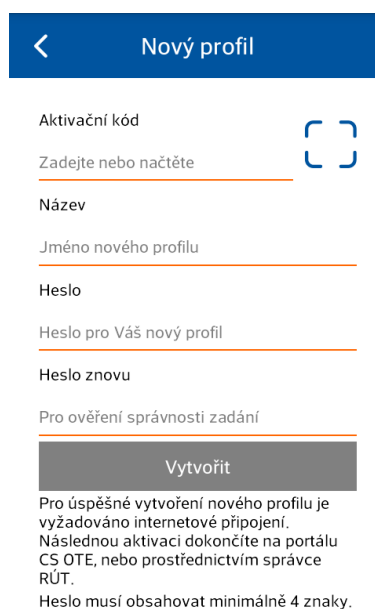 Nový profil
Aktivační kód
Zadejte nebo načtěte
Název
Jméno nového profilu
Heslo
Heslo pro Váš nový profil
Heslo znovu
Pro ověření správnosti zadání
Vytvořit
Pro úspěšné vytvoření nového profilu je
vyžadováno internetové připojení.
Následnou aktivaci dokončíte na portálu
CS OTE, nebo prostřednictvím správce
RÚT.
Heslo musí obsahovat minimálně 4 znaky.